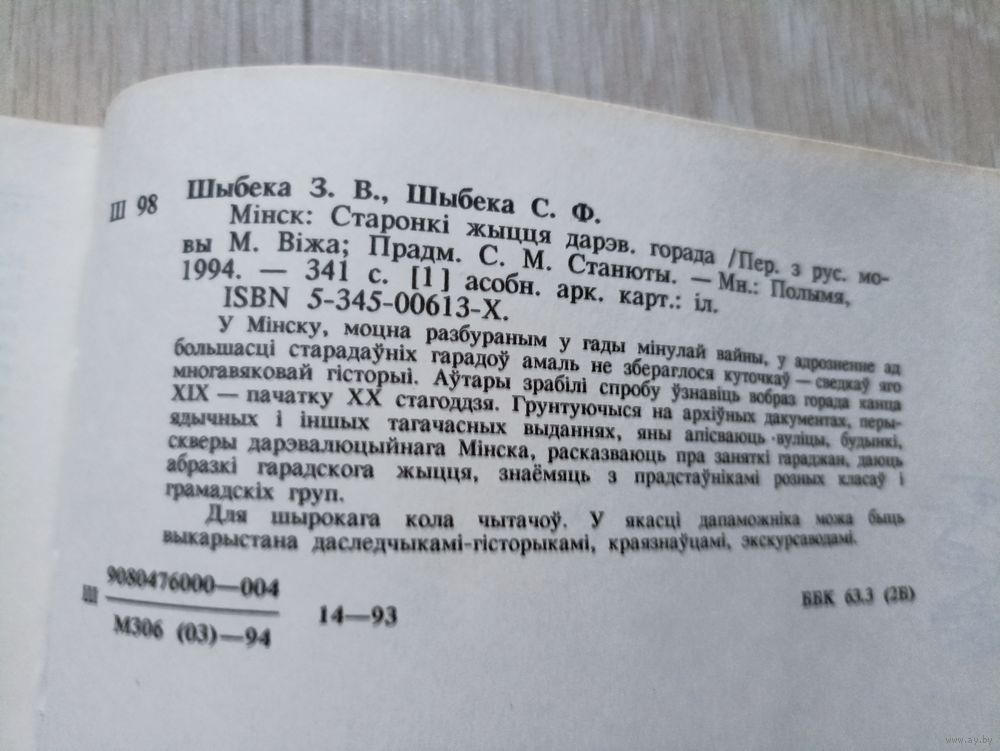 Ш 98 Шыбека З. В., Шыбека С. Ф.
Мінск: Старонкі жыцця дарэв. горада /Пер. з рус. мо-
вы М. Віжа; Прадм. С. М. Станюты. — Мн.: Полымя,
1994. — 341 с. [1] асобн. арк. карт.: іл.
ISBN 5-345-00613-X.
У Мінску, моцна разбураным у гады мінулай вайны, у адрозненне ад
большасці старадаўніх гарадоў амаль не збераглося куточкаў — сведкаў яго
многавяковай гісторыі. Аўтары зрабілі спробу ўзнавіць вобраз горада канца
XIX — пачатку XX стагоддзя. Грунтуючыся на архіўных дакументах, перы-
ядычных і іншых тагачасных выданнях, яны апісваюць вуліцы, будынкі,
скверы дарэвалюцыйнага Мінска, расказваюць пра заняткі гараджан, даюць
абразкі гарадскога жыцця, знаёмяць з прадстаўнікамі розных класаў і
грамадскіх груп.
Для шырокага кола чытачоў. У якасці дапаможніка можа быць
выкарыстана даследчыкамі-гісторыкамі, краязнаўцамі, экскурсаводамі.
Ш 9080476000—004
М306 (03)—94
14—93
ББК 63.3 (2Б)
www.ay.by